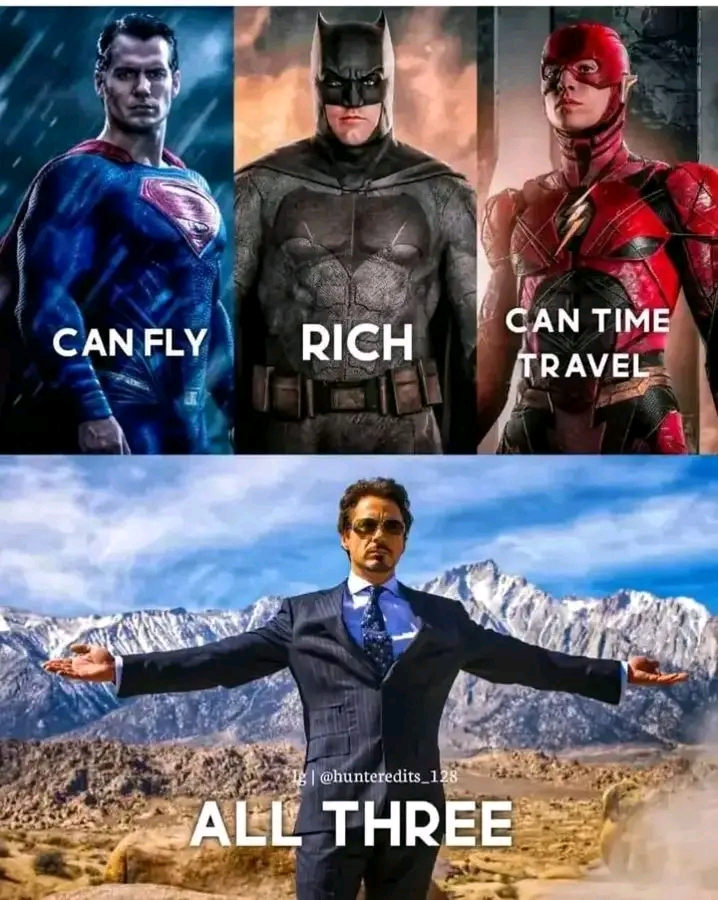 CAN FLY
RICH
CAN TIME
TRAVEL
Ig | @hunteredits_128
ALL THREE